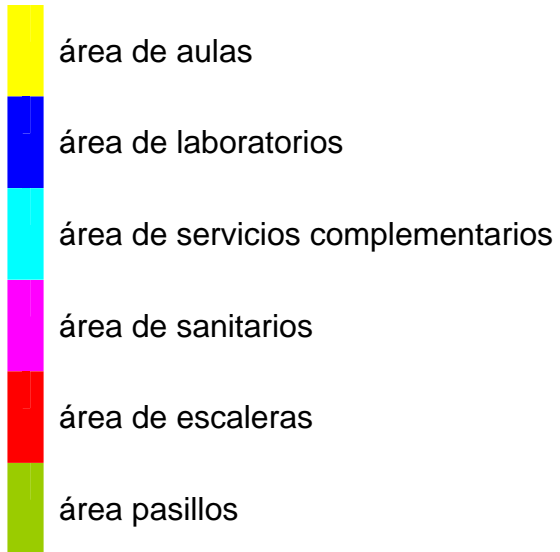 área de aulas
área de laboratorios
área de servicios complementarios
área de sanitarios
área de escaleras
área pasillos